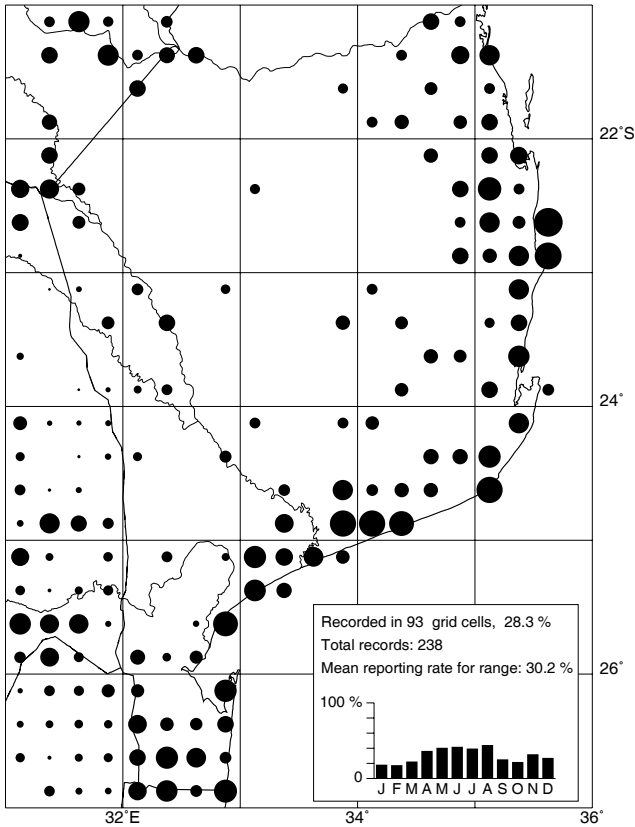 22°S
24°
Recorded in 93 grid cells, 28.3 %
Total records: 238
Mean reporting rate for range: 30.2 %
26°
100 %
0
J F M A M J J A S O N D
32°E 34° 36°